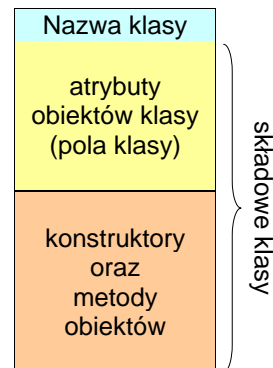 Nazwa klasy
atrybuty
obiektów klasy
(pola klasy)
konstruktory
oraz
metody
obiektów
składowe klasy